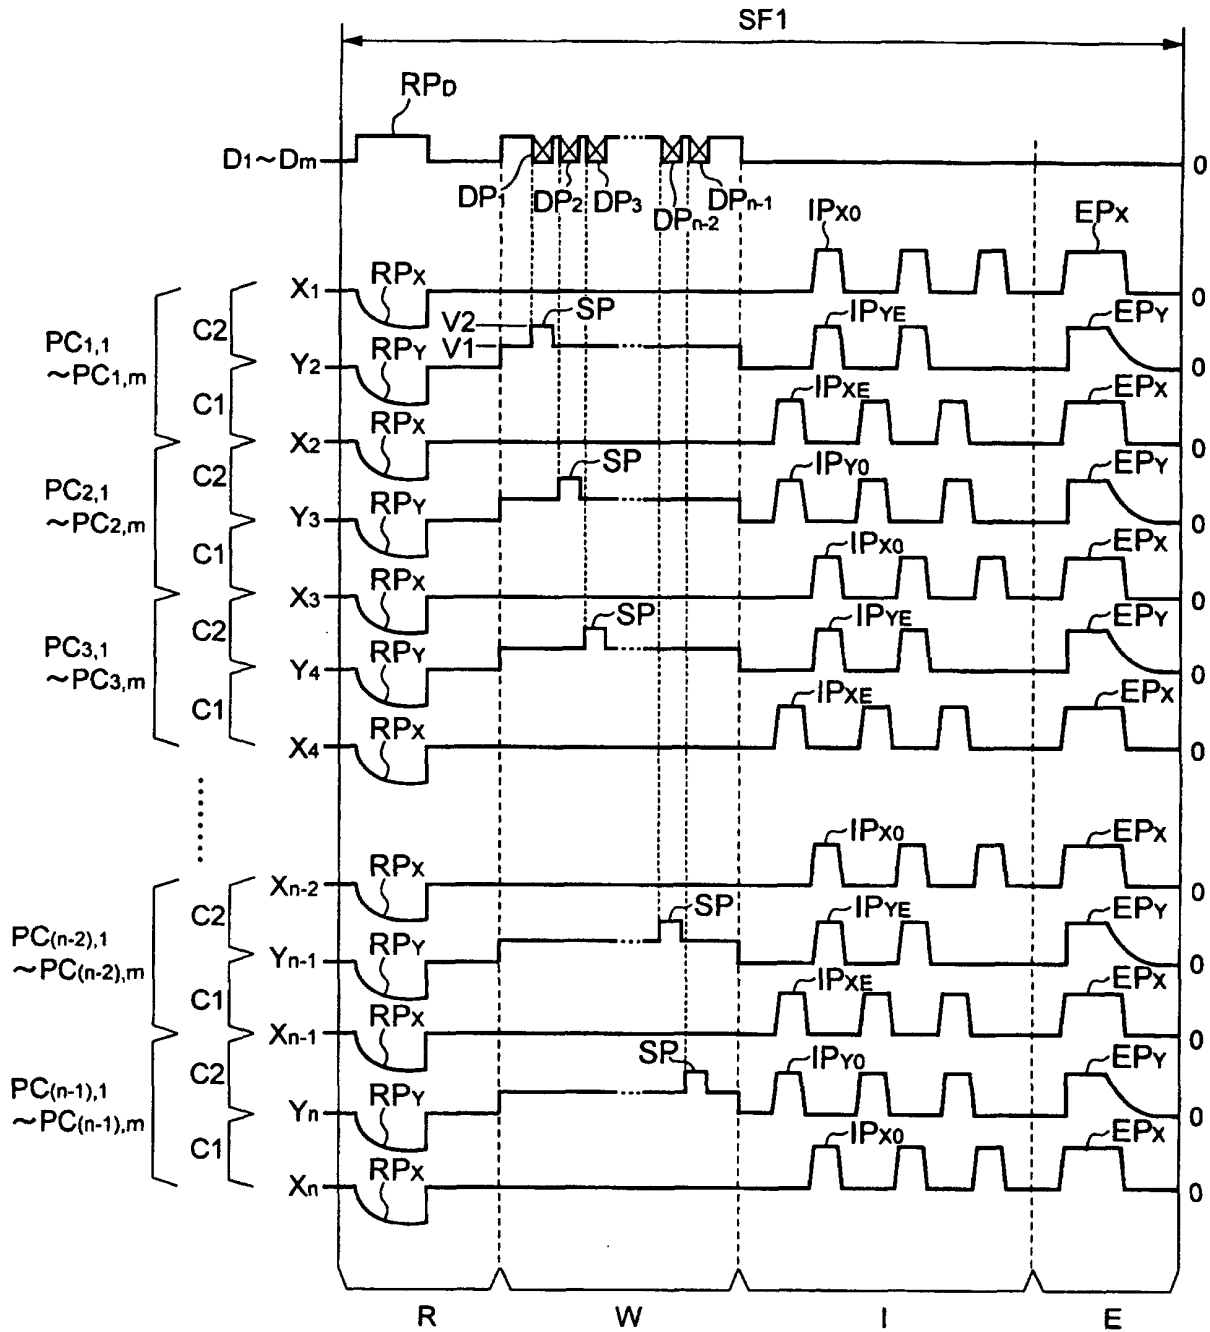 SF1
RPD
D1~Dm
0
DP1
DP2
DP3
DPn-2
DPn-1
IPX0
EPX
X1
RPX
0
PC1,1
~PC1,m
C2
V2
SP
V1
IPYE
EPY
Y2
RPY
0
C1
IPXE
EPX
X2
RPX
0
PC2,1
~PC2,m
C2
SP
IPY0
EPY
Y3
RPY
0
C1
IPX0
EPX
X3
RPX
0
PC3,1
~PC3,m
C2
SP
IPYE
EPY
Y4
RPY
0
C1
IPXE
EPX
X4
RPX
0
IPX0
EPX
Xn-2
RPX
0
PC(n-2),1
~PC(n-2),m
C2
SP
IPYE
EPY
Yn-1
RPY
0
C1
IPXE
EPX
Xn-1
RPX
0
PC(n-1),1
~PC(n-1),m
C2
SP
IPY0
EPY
Yn
RPY
0
C1
IPX0
EPX
Xn
RPX
0
R
W
I
E